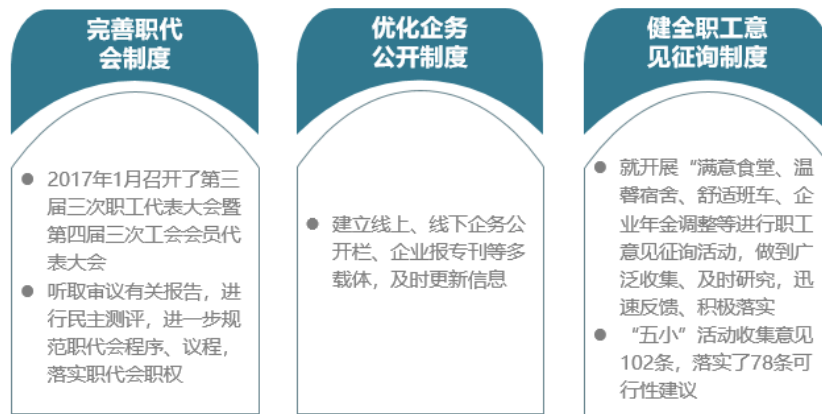 完善职代
会制度
2017年1月召开了第三
届三次职工代表大会暨
第四届三次工会会员代
表大会
听取审议有关报告，进
行民主测评，进一步规
范职代会程序、议程，
落实职代会职权
优化企务
公开制度
建立线上、线下企务公
开栏、企业报专刊等多
载体，及时更新信息
健全职工意
见征询制度
就开展“满意食堂、温
馨宿舍、舒适班车、企
业年金调整等进行职工
意见征询活动，做到广
泛收集、及时研究，迅
速反馈、积极落实
“五小”活动收集意见
102条，落实了78条可
行性建议